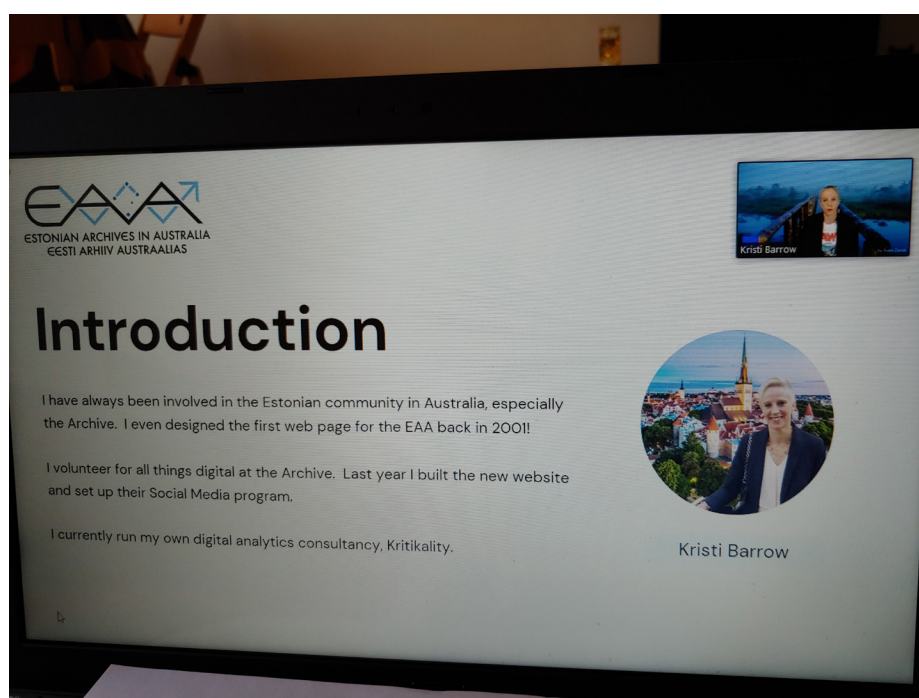 EAA
ESTONIAN ARCHIVES IN AUSTRALIA
EESTI ARHIIV AUSTRAALIAS
Kristi Barrow
Introduction
I have always been involved in the Estonian community in Australia, especially
the Archive. I even designed the first web page for the EAA back in 2001!
I volunteer for all things digital at the Archive. Last year I built the new website
and set up their Social Media program.
I currently run my own digital analytics consultancy, Kritikality.
Kristi Barrow